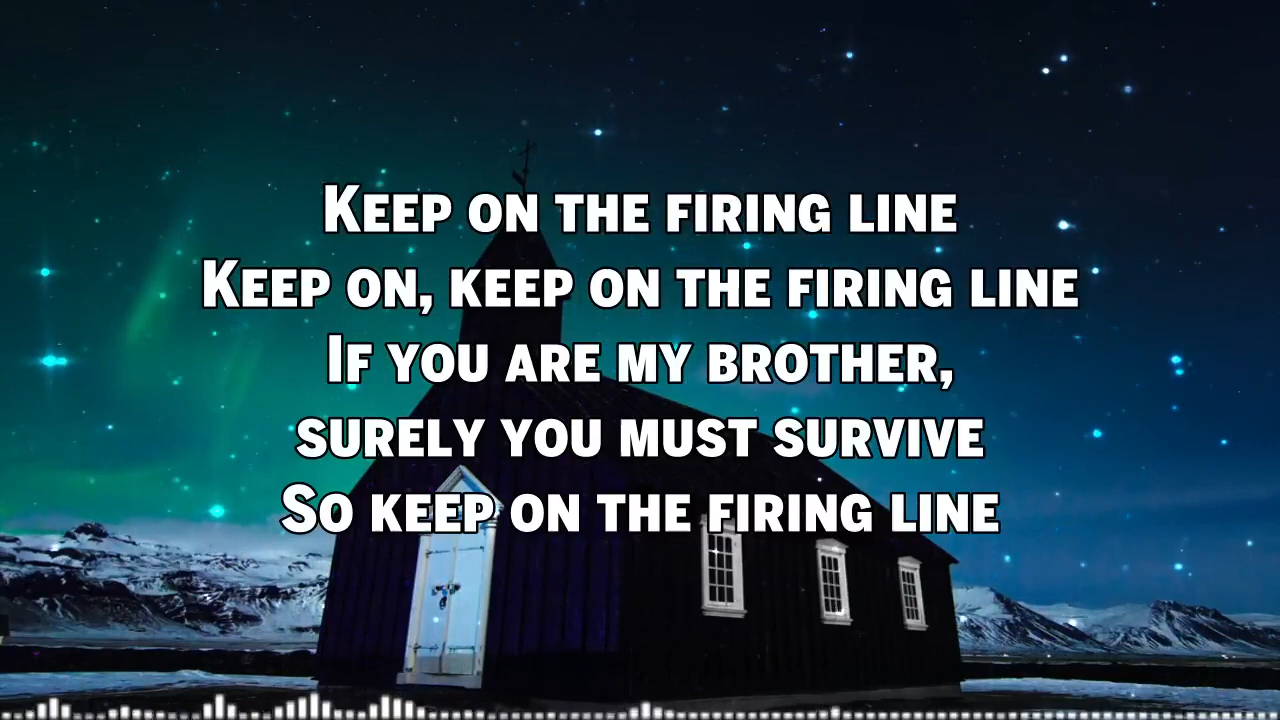 Keep on the firing line
Keep on, keep on the firing line
If you are my brother,
surely you must survive
So keep on the firing line